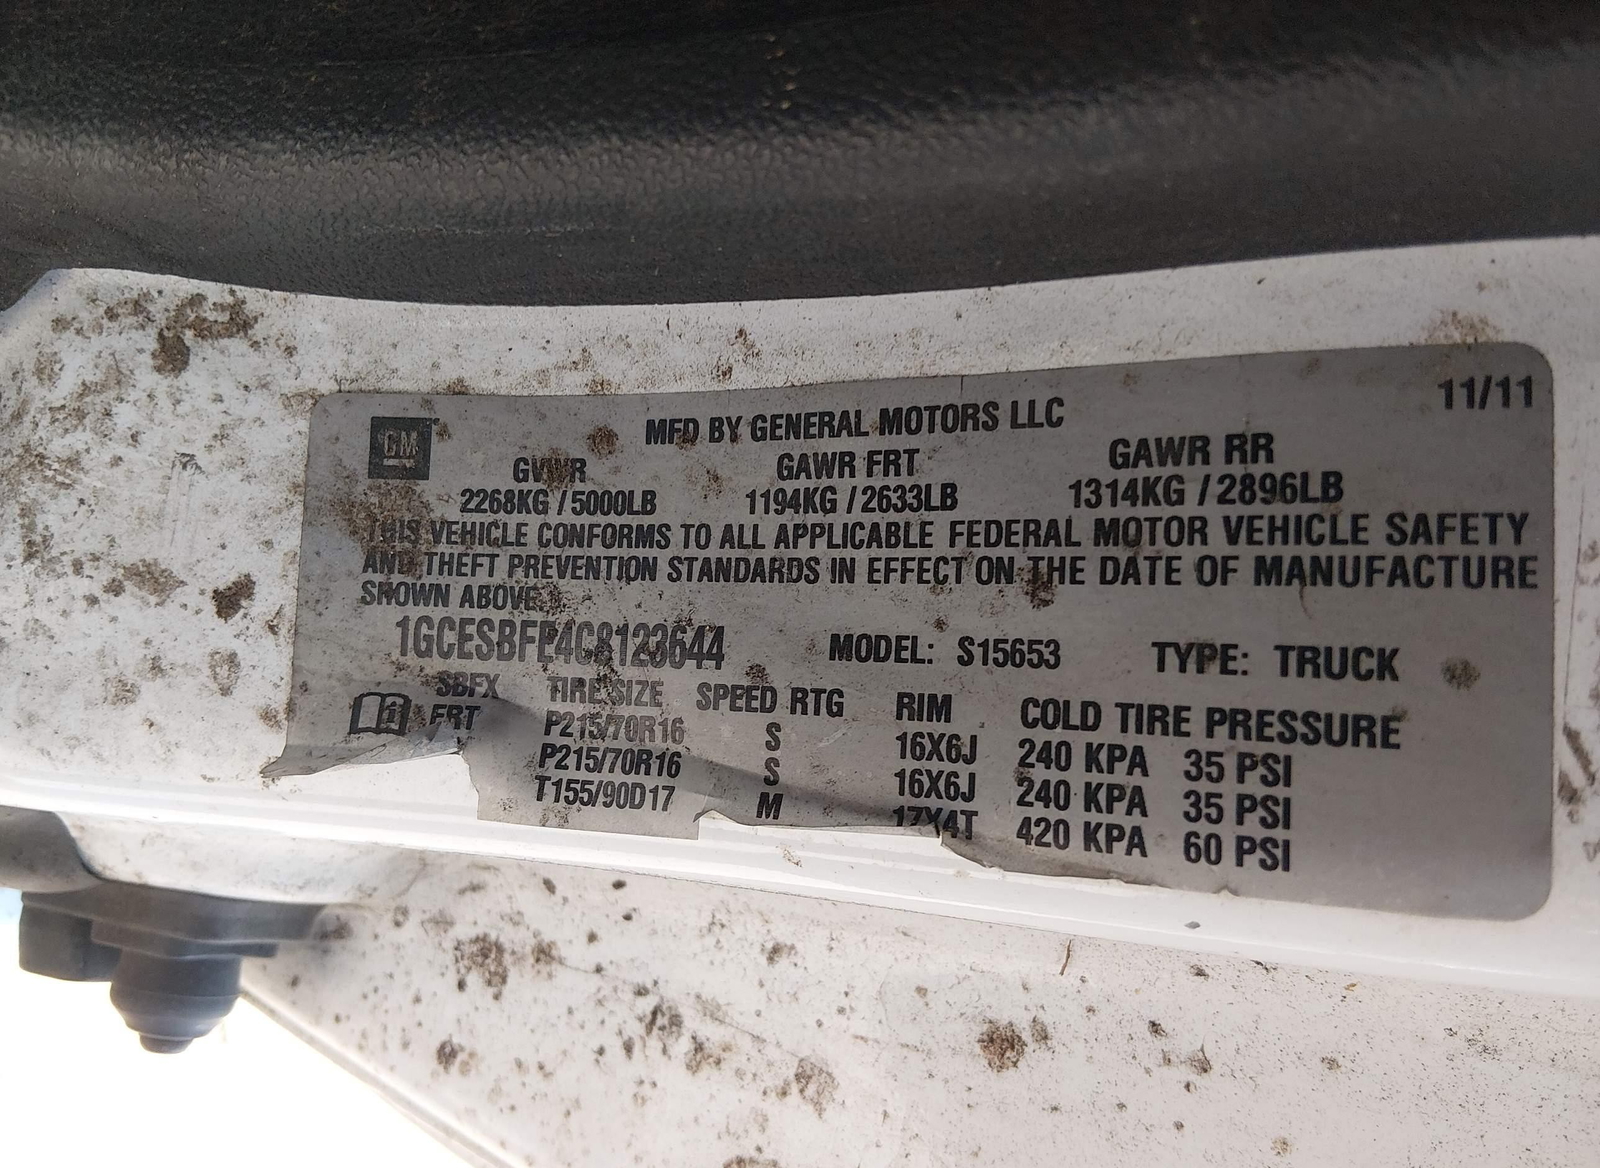 11/11
GM
MFD BY GENERAL MOTORS LLC
GVWR GAWR FRT GAWR RR
2268KG / 5000LB 1194KG / 2633LB 1314KG / 2896LB
THIS VEHICLE CONFORMS TO ALL APPLICABLE FEDERAL MOTOR VEHICLE SAFETY
AND THEFT PREVENTION STANDARDS IN EFFECT ON THE DATE OF MANUFACTURE
SHOWN ABOVE.
1GCESBFE4C8123644 MODEL: S15653 TYPE: TRUCK
SBFX TIRE SIZE SPEED RTG RIM COLD TIRE PRESSURE
FRT P215/70R16 S 16X6J 240 KPA 35 PSI
P215/70R16 S 16X6J 240 KPA 35 PSI
T155/90D17 M 17X4T 420 KPA 60 PSI